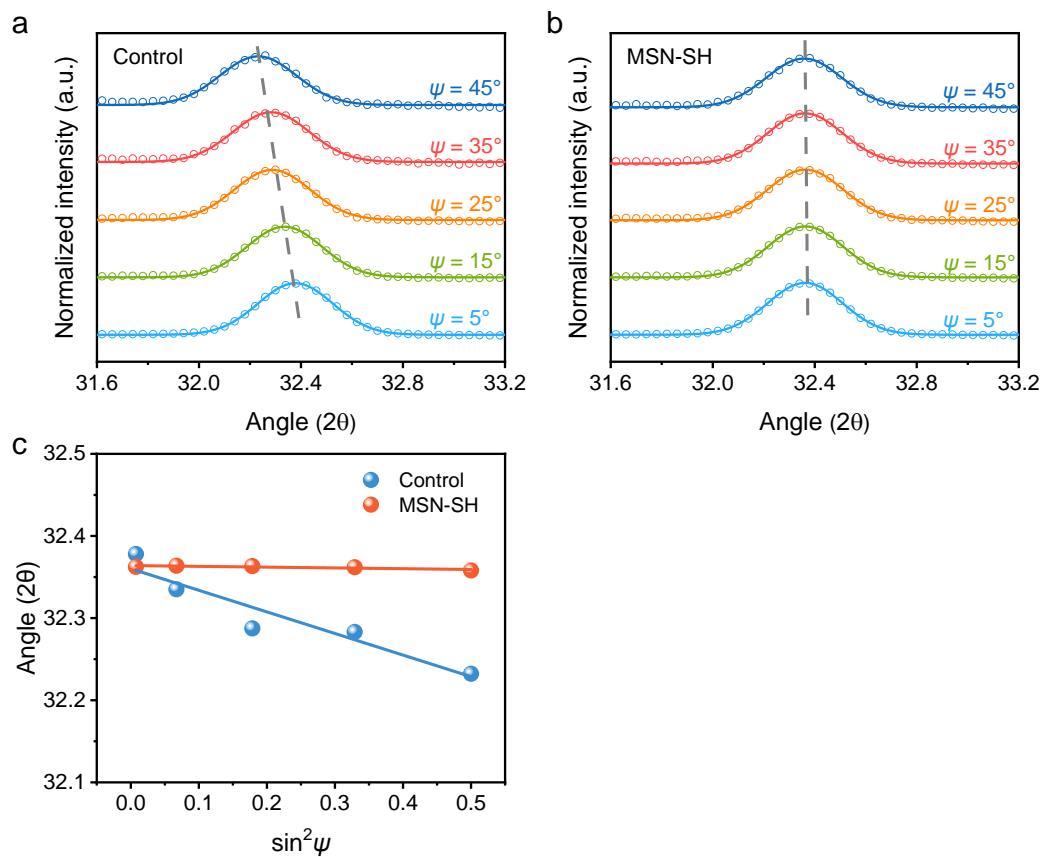 a
Control
ψ = 45°
ψ = 35°
ψ = 25°
ψ = 15°
ψ = 5°
Normalized intensity (a.u.)
31.6 32.0 32.4 32.8 33.2
Angle (2θ)
b
MSN-SH
ψ = 45°
ψ = 35°
ψ = 25°
ψ = 15°
ψ = 5°
Normalized intensity (a.u.)
31.6 32.0 32.4 32.8 33.2
Angle (2θ)
c
32.5
32.4
32.3
32.2
32.1
Angle (2θ)
Control
MSN-SH
0.0 0.1 0.2 0.3 0.4 0.5
sin²ψ